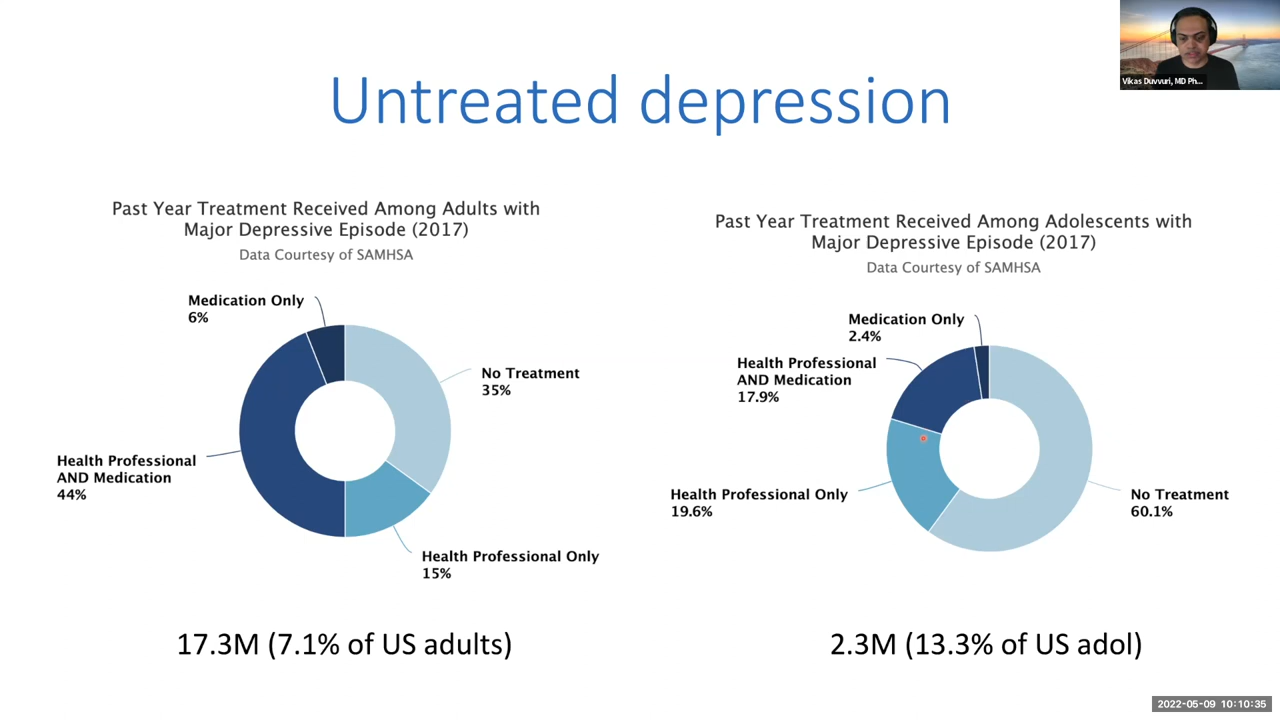 Vikas Duvvuri, MD Ph...
Untreated depression
Past Year Treatment Received Among Adults with
Major Depressive Episode (2017)
Data Courtesy of SAMHSA
Medication Only
6%
No Treatment
35%
Health Professional
AND Medication
44%
Health Professional Only
15%
17.3M (7.1% of US adults)
Past Year Treatment Received Among Adolescents with
Major Depressive Episode (2017)
Data Courtesy of SAMHSA
Medication Only
2.4%
Health Professional
AND Medication
17.9%
Health Professional Only
19.6%
No Treatment
60.1%
2.3M (13.3% of US adol)
2022-05-09 10:10:35